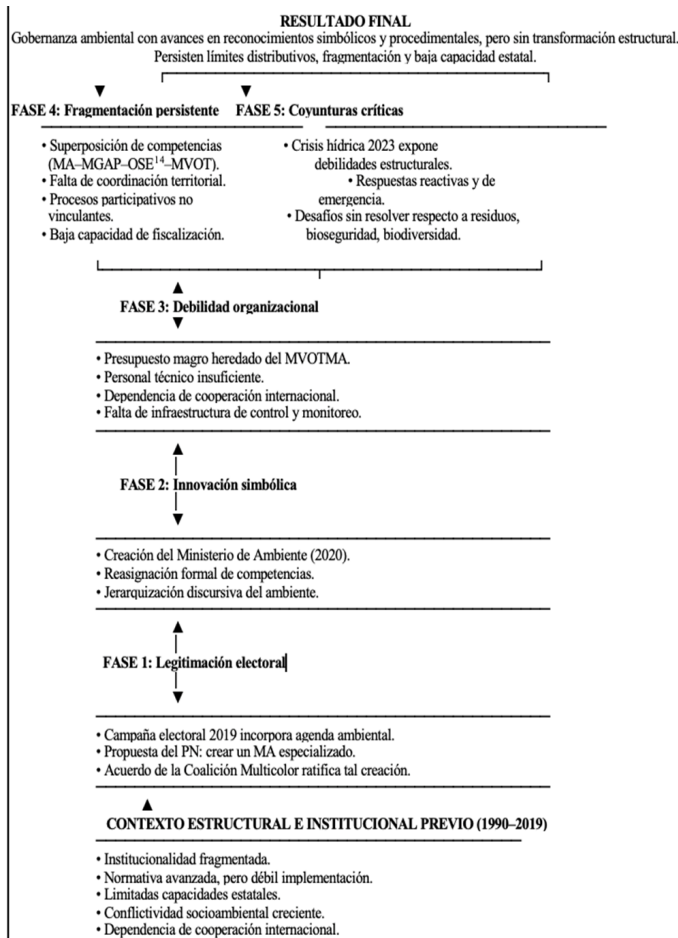 RESULTADO FINAL
Gobernanza ambiental con avances en reconocimientos simbólicos y procedimentales, pero sin transformación estructural.
Persisten límites distributivos, fragmentación y baja capacidad estatal.
FASE 4: Fragmentación persistente
• Superposición de competencias
(MA–MGAP–OSE¹⁴–MVOT).
• Falta de coordinación territorial.
• Procesos participativos no
vinculantes.
• Baja capacidad de fiscalización.
FASE 5: Coyunturas críticas
• Crisis hídrica 2023 expone
debilidades estructurales.
• Respuestas reactivas y de
emergencia.
• Desafíos sin resolver respecto a residuos,
bioseguridad, biodiversidad.
FASE 3: Debilidad organizacional
• Presupuesto magro heredado del MVOTMA.
• Personal técnico insuficiente.
• Dependencia de cooperación internacional.
• Falta de infraestructura de control y monitoreo.
FASE 2: Innovación simbólica
• Creación del Ministerio de Ambiente (2020).
• Reasignación formal de competencias.
• Jerarquización discursiva del ambiente.
FASE 1: Legitimación electoral
• Campaña electoral 2019 incorpora agenda ambiental.
• Propuesta del PN: crear un MA especializado.
• Acuerdo de la Coalición Multicolor ratifica tal creación.
CONTEXTO ESTRUCTURAL E INSTITUCIONAL PREVIO (1990–2019)
• Institucionalidad fragmentada.
• Normativa avanzada, pero débil implementación.
• Limitadas capacidades estatales.
• Conflictividad socioambiental creciente.
• Dependencia de cooperación internacional.